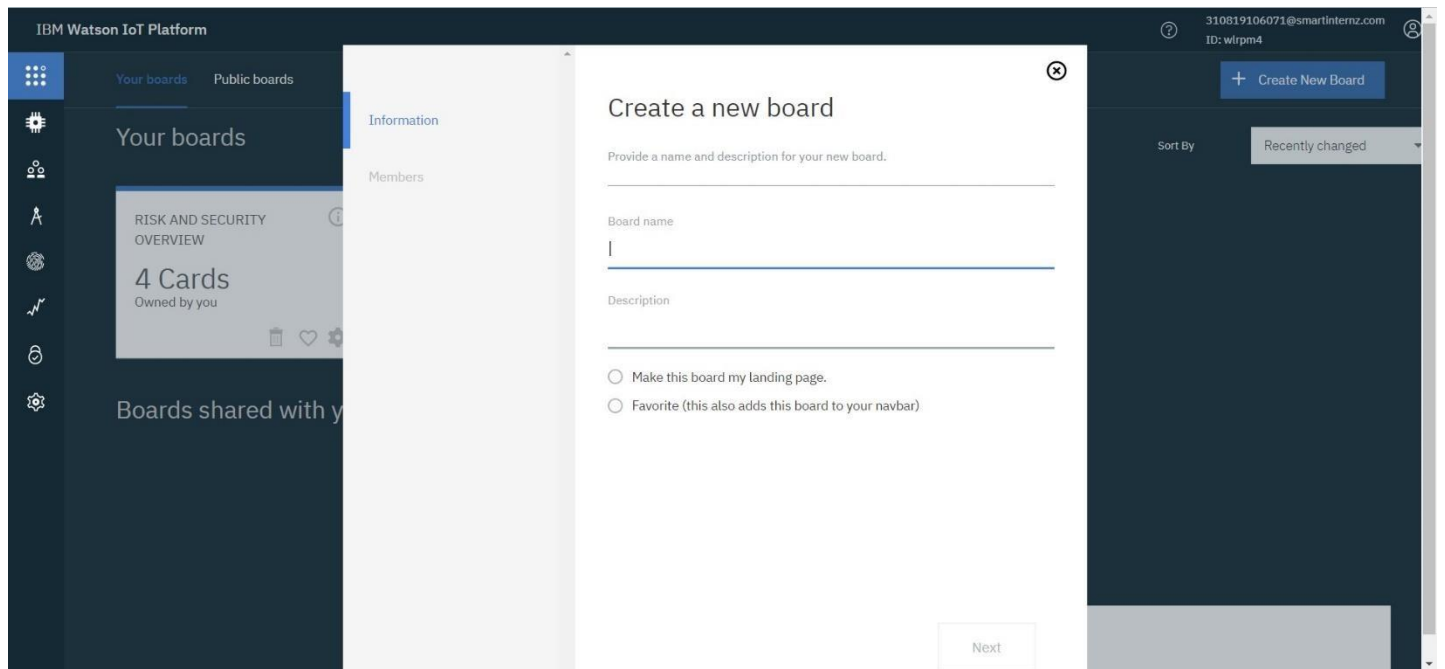 IBM Watson IoT Platform
310819106071@smartinternz.com
ID: wlrpm4
Your boards
Public boards
Create New Board
Your boards
Sort By
Recently changed
RISK AND SECURITY
OVERVIEW
4 Cards
Owned by you
Boards shared with y
Information
Members
Create a new board
Provide a name and description for your new board.
Board name
Description
Make this board my landing page.
Favorite (this also adds this board to your navbar)
Next